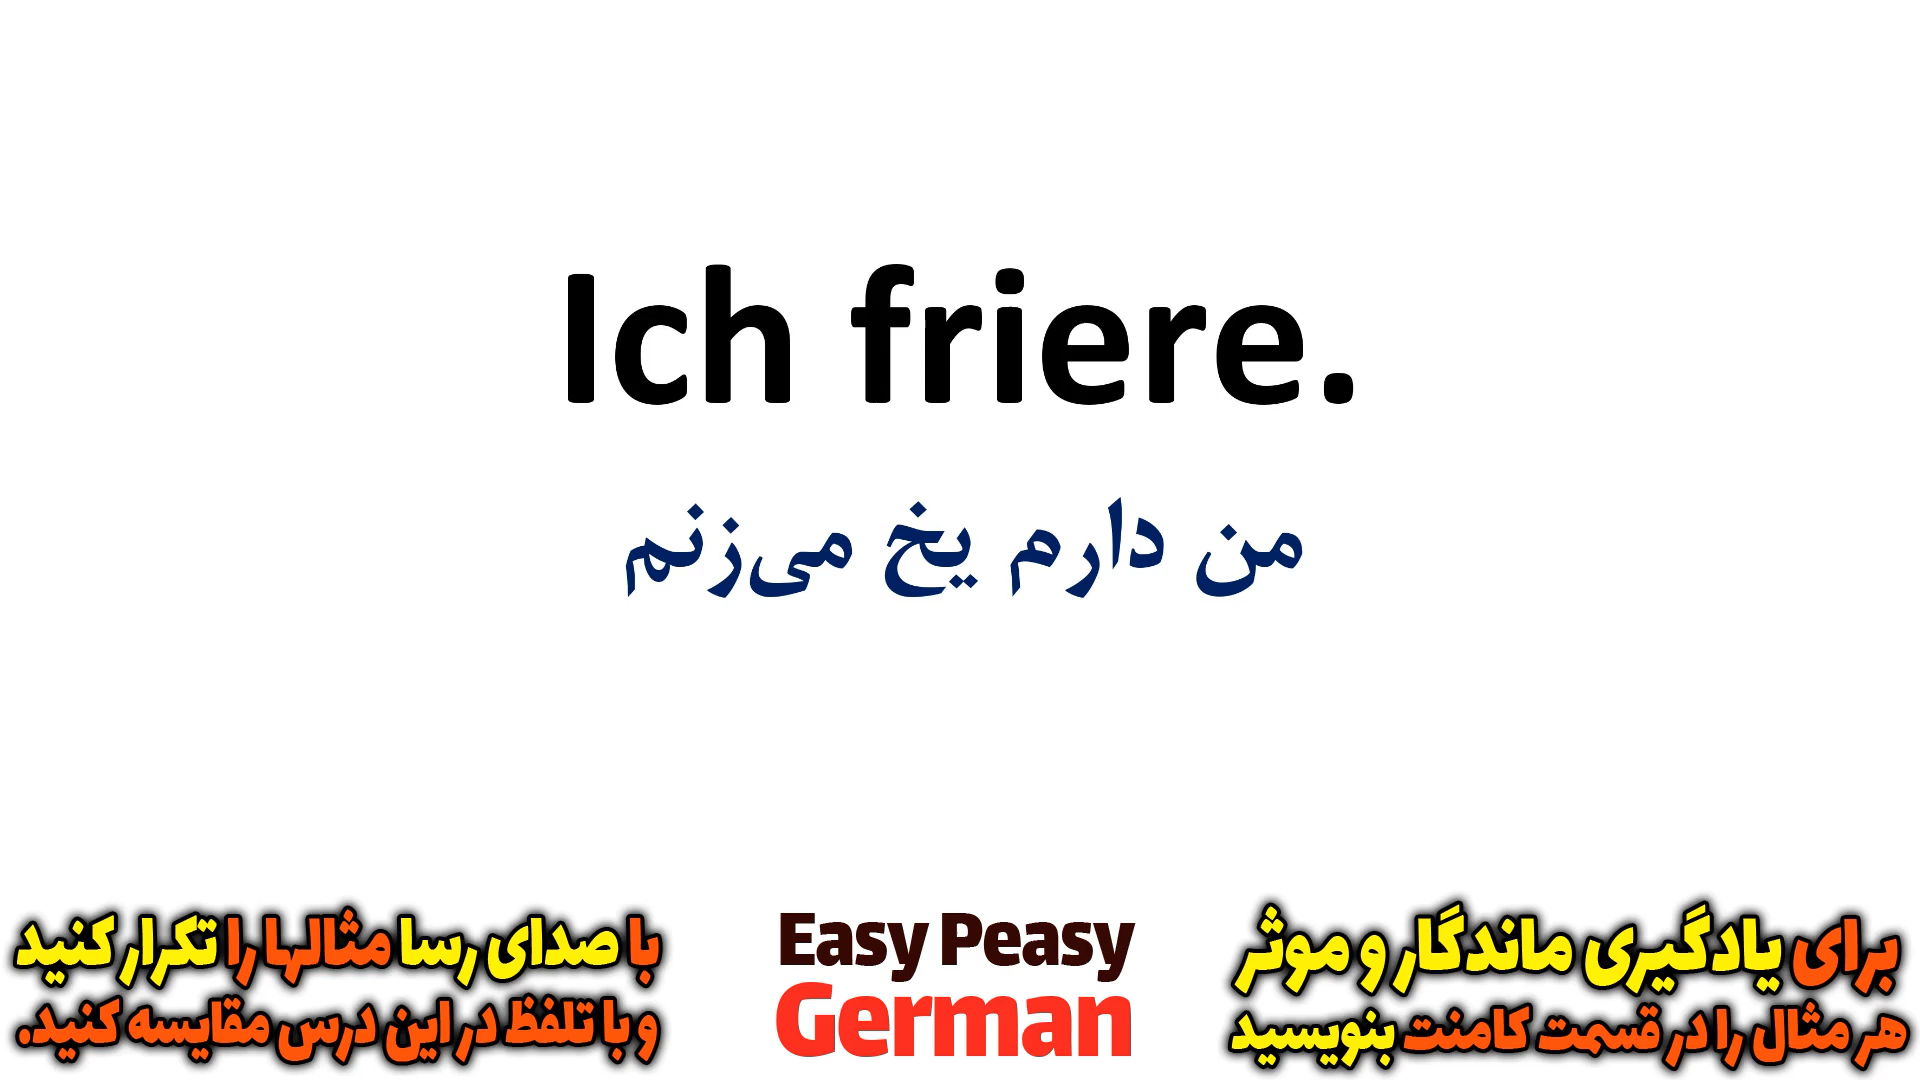 Ich friere.
من دارم یخ می‌زنم
برای یادگیری ماندگار و موثر
هر مثال را در قسمت کامنت بنویسید
Easy Peasy
German
با صدای رسا مثالها را تکرار کنید
و با تلفظ در این درس مقایسه کنید.